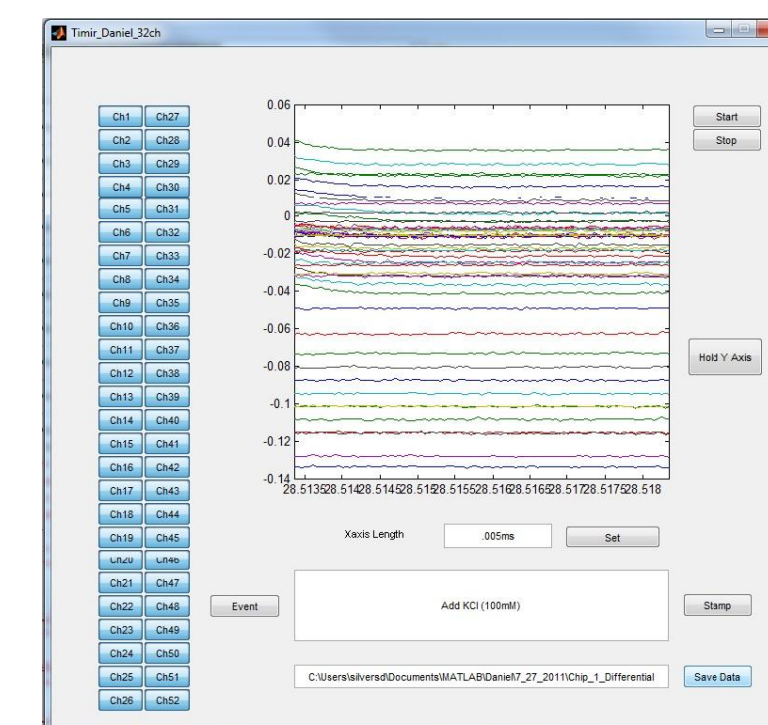 Timir_Daniel_32ch
Ch1 Ch27
Ch2 Ch28
Ch3 Ch29
Ch4 Ch30
Ch5 Ch31
Ch6 Ch32
Ch7 Ch33
Ch8 Ch34
Ch9 Ch35
Ch10 Ch36
Ch11 Ch37
Ch12 Ch38
Ch13 Ch39
Ch14 Ch40
Ch15 Ch41
Ch16 Ch42
Ch17 Ch43
Ch18 Ch44
Ch19 Ch45
Ch20 Ch46
Ch21 Ch47
Ch22 Ch48
Ch23 Ch49
Ch24 Ch50
Ch25 Ch51
Ch26 Ch52
0.06
0.04
0.02
0
-0.02
-0.04
-0.06
-0.08
-0.1
-0.12
-0.14
28.5135 28.514 28.5145 28.515 28.5155 28.516 28.5165 28.517 28.5175 28.518
Start
Stop
Hold Y Axis
Xaxis Length .005ms Set
Event Add KCl (100mM) Stamp
C:\Users\silversd\Documents\MATLAB\Daniel\7_27_2011\Chip_1_Differential Save Data